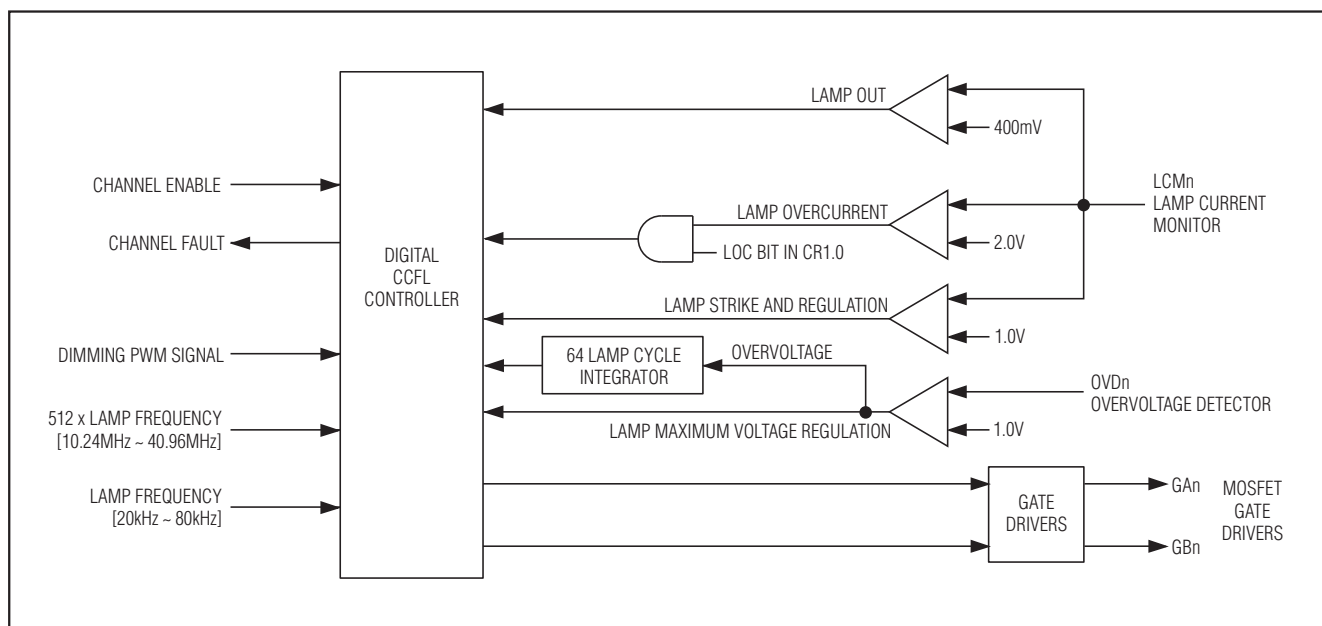 LAMP OUT
400mV
CHANNEL ENABLE
LCMn
LAMP CURRENT
MONITOR
LAMP OVERCURRENT
2.0V
LOC BIT IN CR1.0
CHANNEL FAULT
DIGITAL
CCFL
CONTROLLER
LAMP STRIKE AND REGULATION
1.0V
DIMMING PWM SIGNAL
64 LAMP CYCLE
INTEGRATOR
OVERVOLTAGE
OVDn
OVERVOLTAGE DETECTOR
512 x LAMP FREQUENCY
[10.24MHz ~ 40.96MHz]
LAMP MAXIMUM VOLTAGE REGULATION
1.0V
LAMP FREQUENCY
[20kHz ~ 80kHz]
GATE
DRIVERS
GAn
GBn
MOSFET
GATE
DRIVERS